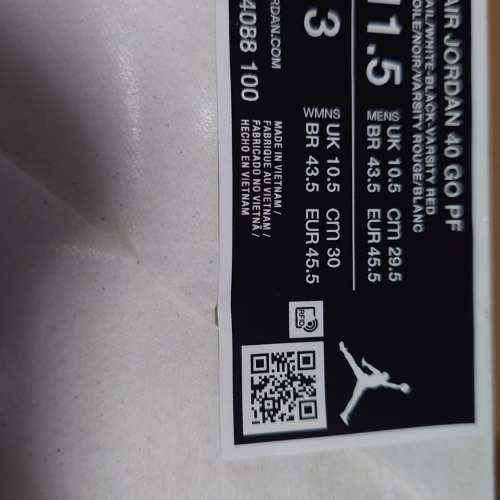 AIR JORDAN 40 GO PF
AIL/WHITE-BLACK-VARSITY RED
OILE/NOIR/VARSITY ROUGE/BLANC
11.5
MENS UK 10.5 cm 29.5
BR 43.5 EUR 45.5
3
WMNS UK 10.5 cm 30
BR 43.5 EUR 45.5
RDAN.COM
4088 100
MADE IN VIETNAM /
FABRIQUE AU VIETNAM /
FABRICADO NO VIETNÃ /
HECHO EN VIETNAM
RFID